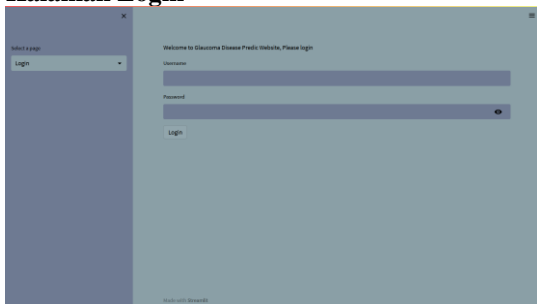 Halaman Login
Select a page
Login
Welcome to Glaucoma Disease Predic Website, Please login
Username
Password
Login
Made with Streamlit